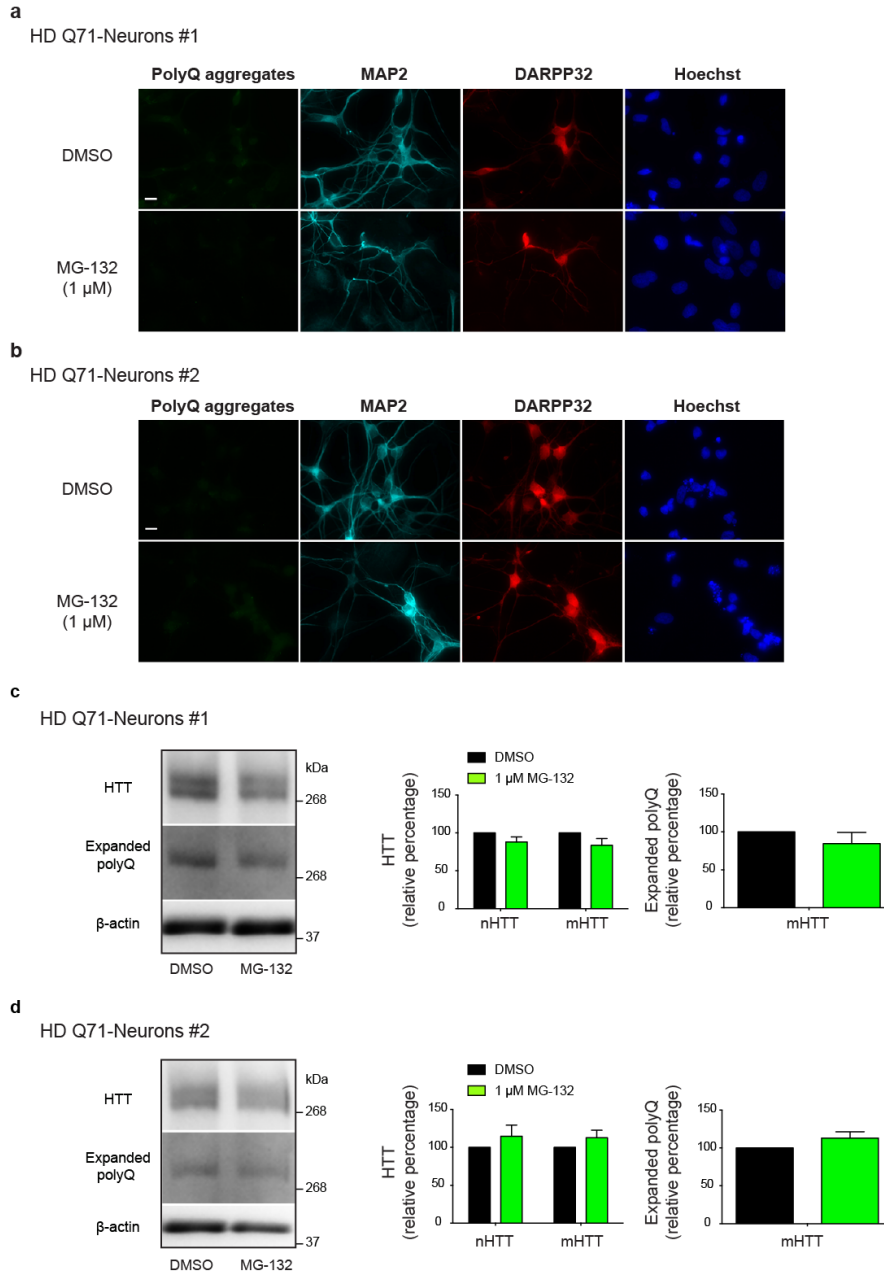 a
HD Q71-Neurons #1
PolyQ aggregates MAP2 DARPP32 Hoechst
DMSO
MG-132
(1 µM)
b
HD Q71-Neurons #2
PolyQ aggregates MAP2 DARPP32 Hoechst
DMSO
MG-132
(1 µM)
c
HD Q71-Neurons #1
HTT
Expanded
polyQ
β-actin
kDa
268
268
37
DMSO MG-132
DMSO
1 µM MG-132
HTT
(relative percentage)
150
100
50
0
nHTT mHTT
Expanded polyQ
(relative percentage)
150
100
50
0
mHTT
d
HD Q71-Neurons #2
HTT
Expanded
polyQ
β-actin
kDa
268
268
37
DMSO MG-132
DMSO
1 µM MG-132
HTT
(relative percentage)
150
100
50
0
nHTT mHTT
Expanded polyQ
(relative percentage)
150
100
50
0
mHTT